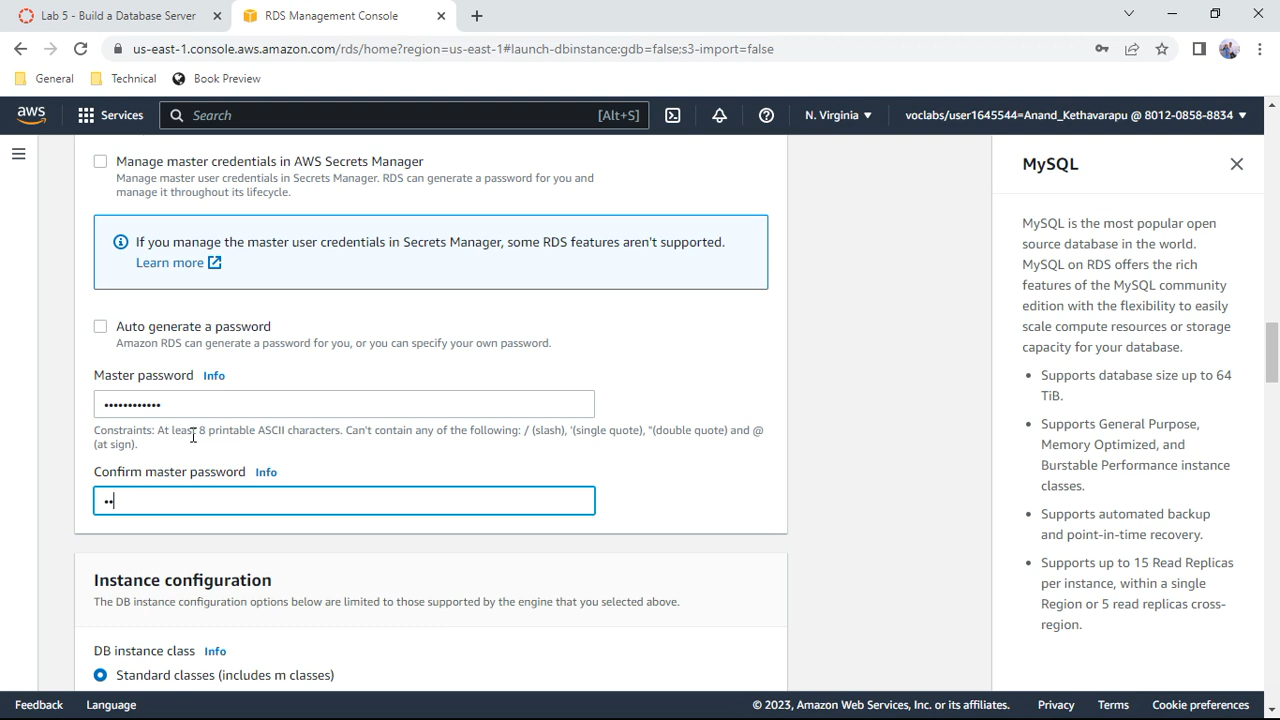 Lab 5 - Build a Database Server
RDS Management Console
us-east-1.console.aws.amazon.com/rds/home?region=us-east-1#launch-dbinstance:gdb=false;s3-import=false
General
Technical
Book Preview
aws
Services
Search
[Alt+S]
N. Virginia
voclabs/user1645544=Anand_Kethavarapu @ 8012-0858-8834
Manage master credentials in AWS Secrets Manager
Manage master user credentials in Secrets Manager. RDS can generate a password for you and
manage it throughout its lifecycle.
If you manage the master user credentials in Secrets Manager, some RDS features aren't supported.
Learn more
Auto generate a password
Amazon RDS can generate a password for you, or you can specify your own password.
Master password Info
••••••••••••
Constraints: At least 8 printable ASCII characters. Can't contain any of the following: / (slash), '(single quote), "(double quote) and @
(at sign).
Confirm master password Info
••
Instance configuration
The DB instance configuration options below are limited to those supported by the engine that you selected above.
DB instance class Info
Standard classes (includes m classes)
MySQL
MySQL is the most popular open
source database in the world.
MySQL on RDS offers the rich
features of the MySQL community
edition with the flexibility to easily
scale compute resources or storage
capacity for your database.
• Supports database size up to 64
TiB.
• Supports General Purpose,
Memory Optimized, and
Burstable Performance instance
classes.
• Supports automated backup
and point-in-time recovery.
• Supports up to 15 Read Replicas
per instance, within a single
Region or 5 read replicas cross-
region.
Feedback
Language
© 2023, Amazon Web Services, Inc. or its affiliates.
Privacy
Terms
Cookie preferences